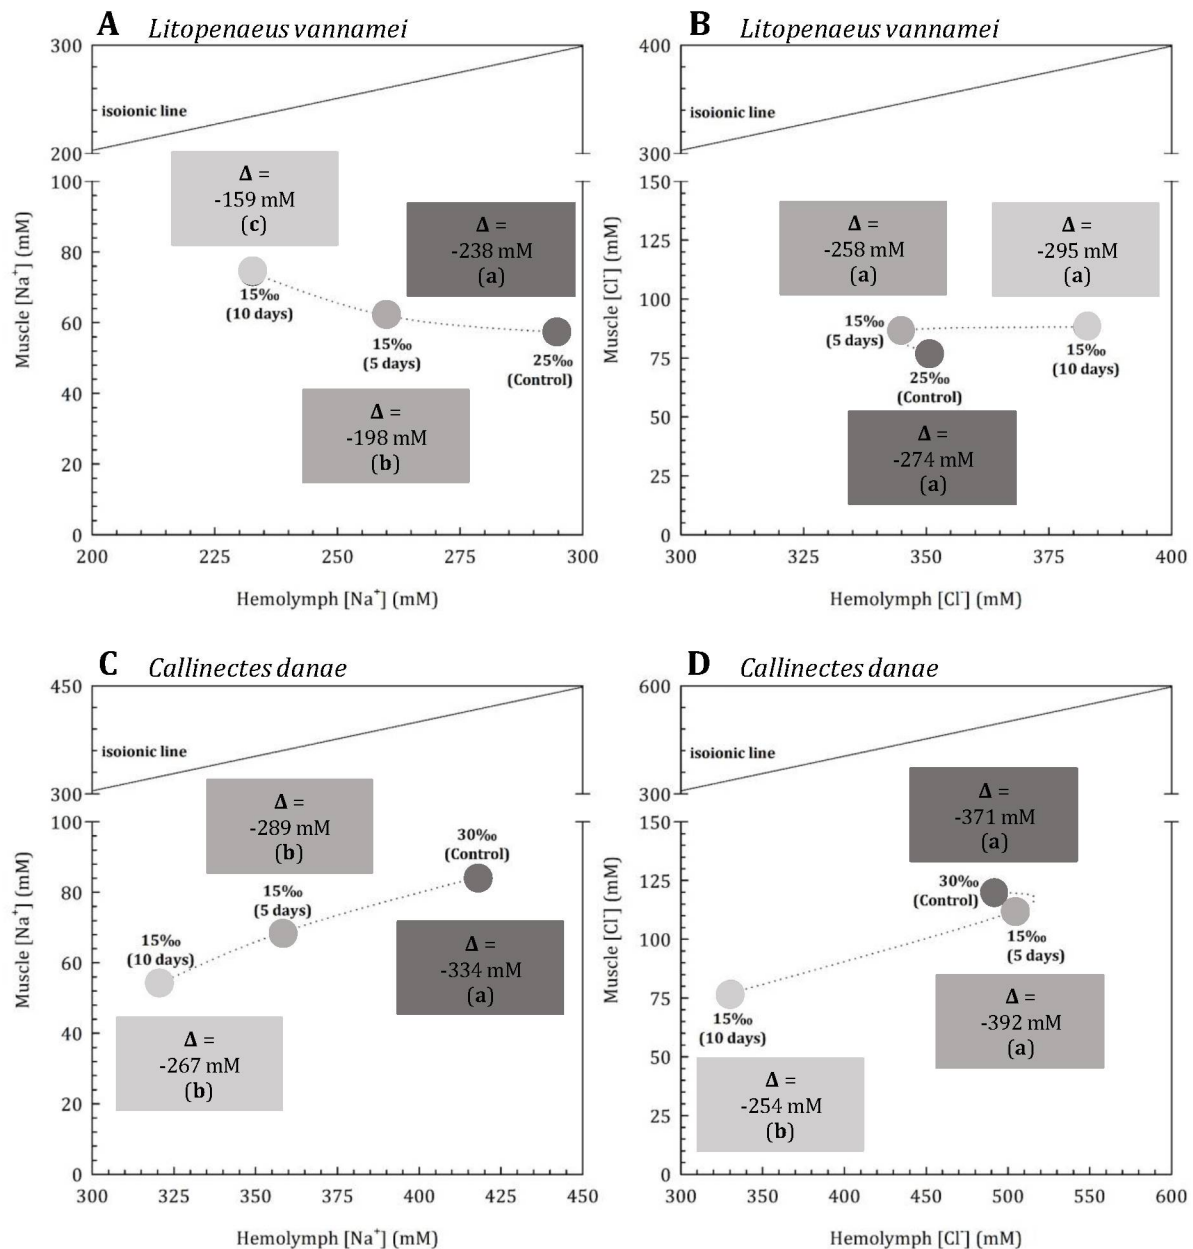 A Litopenaeus vannamei
300
isoionic line
200
100
80
60
40
20
0
Muscle [Na⁺] (mM)
Δ =
-159 mM
(c)
Δ =
-238 mM
(a)
15‰
(10 days)
15‰
(5 days)
25‰
(Control)
Δ =
-198 mM
(b)
200 225 250 275 300
Hemolymph [Na⁺] (mM)
B Litopenaeus vannamei
400
isoionic line
300
150
125
100
75
50
25
0
Muscle [Cl⁻] (mM)
Δ =
-258 mM
(a)
Δ =
-295 mM
(a)
15‰
(5 days)
15‰
(10 days)
25‰
(Control)
Δ =
-274 mM
(a)
300 325 350 375 400
Hemolymph [Cl⁻] (mM)
C Callinectes danae
450
isoionic line
300
100
80
60
40
20
0
Muscle [Na⁺] (mM)
Δ =
-289 mM
(b)
30‰
(Control)
15‰
(5 days)
15‰
(10 days)
Δ =
-334 mM
(a)
Δ =
-267 mM
(b)
300 325 350 375 400 425 450
Hemolymph [Na⁺] (mM)
D Callinectes danae
600
isoionic line
300
150
125
100
75
50
25
0
Muscle [Cl⁻] (mM)
Δ =
-371 mM
(a)
30‰
(Control)
15‰
(5 days)
Δ =
-392 mM
(a)
15‰
(10 days)
Δ =
-254 mM
(b)
300 350 400 450 500 550 600
Hemolymph [Cl⁻] (mM)